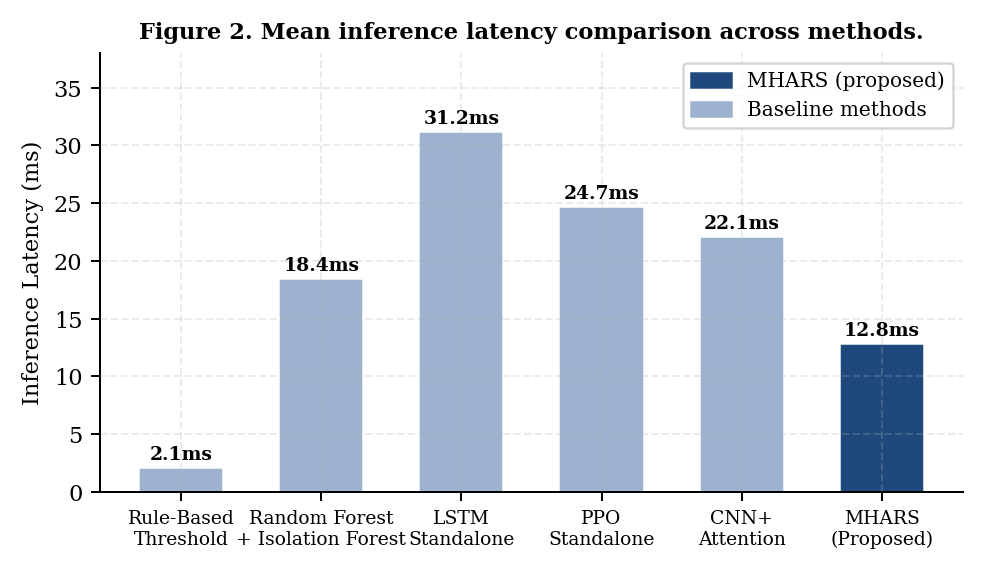 Figure 2. Mean inference latency comparison across methods.
MHARS (proposed)
Baseline methods
Inference Latency (ms)
35
30
25
20
15
10
5
0
2.1ms
18.4ms
31.2ms
24.7ms
22.1ms
12.8ms
Rule-Based
Threshold
Random Forest
+ Isolation Forest
LSTM
Standalone
PPO
Standalone
CNN+
Attention
MHARS
(Proposed)